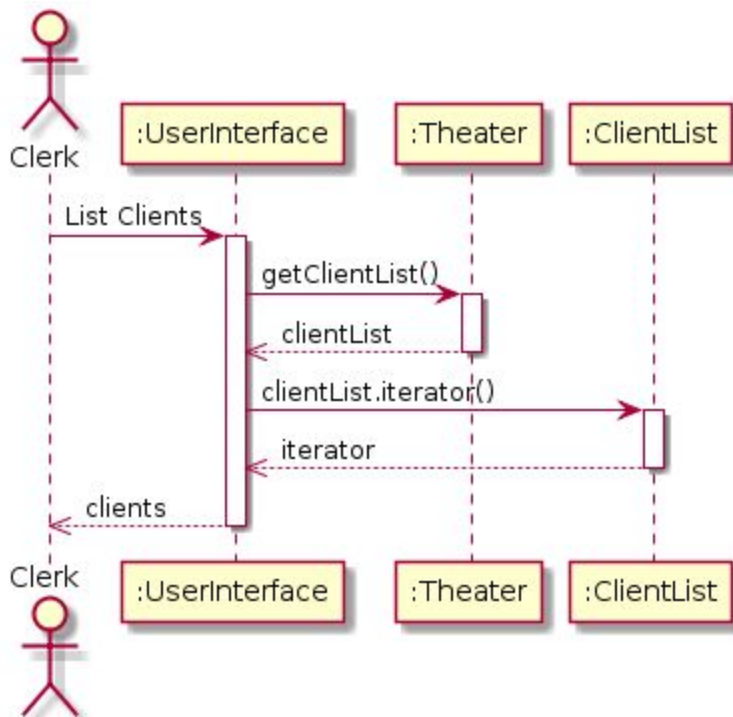 Clerk
:UserInterface
:Theater
:ClientList
List Clients
getClientList()
clientList
clientList.iterator()
iterator
clients
Clerk
:UserInterface
:Theater
:ClientList